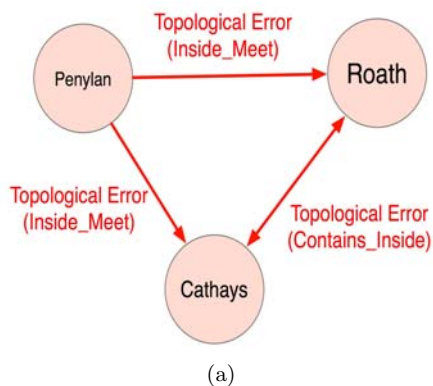 Topological Error
(Inside_Meet)
Penylan
Roath
Topological Error
(Inside_Meet)
Topological Error
(Contains_Inside)
Cathays
(a)